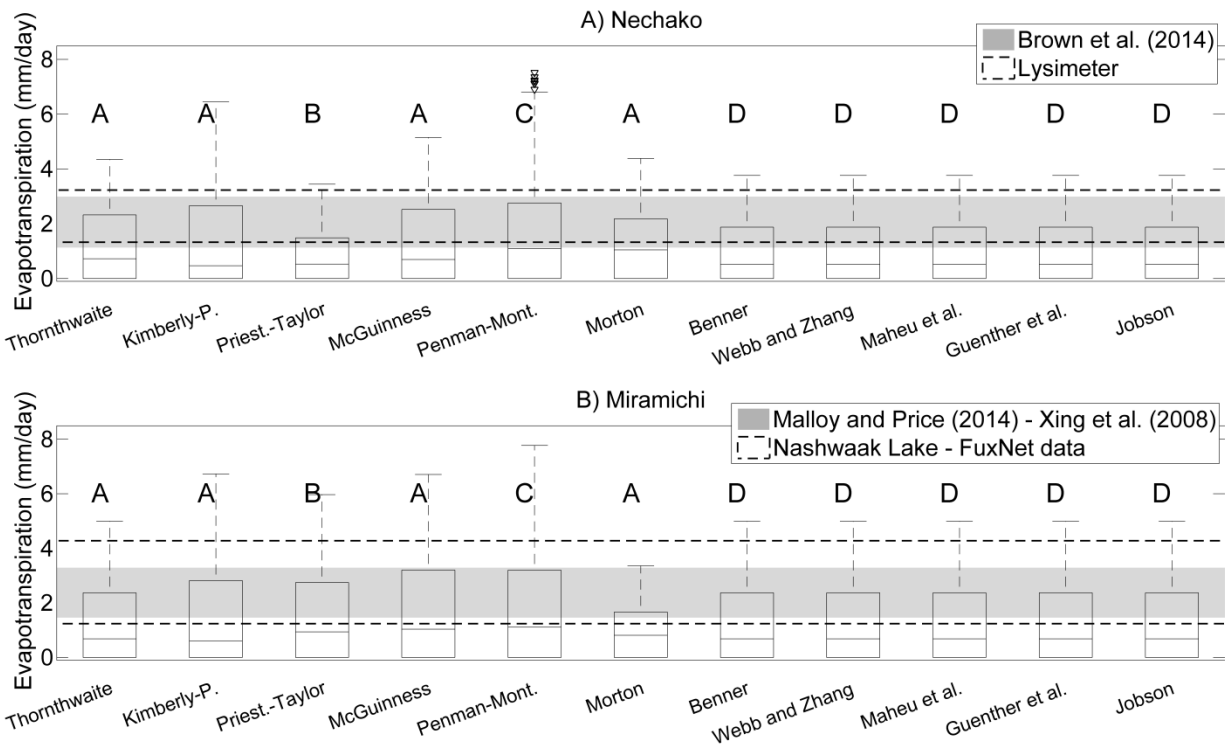 A) Nechako
Brown et al. (2014)
Lysimeter
Evapotranspiration (mm/day)
8
6
4
2
0
A A B A C A D D D D D
Thornthwaite Kimberly-P. Priest.-Taylor McGuinness Penman-Mont. Morton Benner Webb and Zhang Maheu et al. Guenther et al. Jobson
B) Miramichi
Malloy and Price (2014) - Xing et al. (2008)
Nashwaak Lake - FuxNet data
Evapotranspiration (mm/day)
8
6
4
2
0
A A B A C A D D D D D
Thornthwaite Kimberly-P. Priest.-Taylor McGuinness Penman-Mont. Morton Benner Webb and Zhang Maheu et al. Guenther et al. Jobson